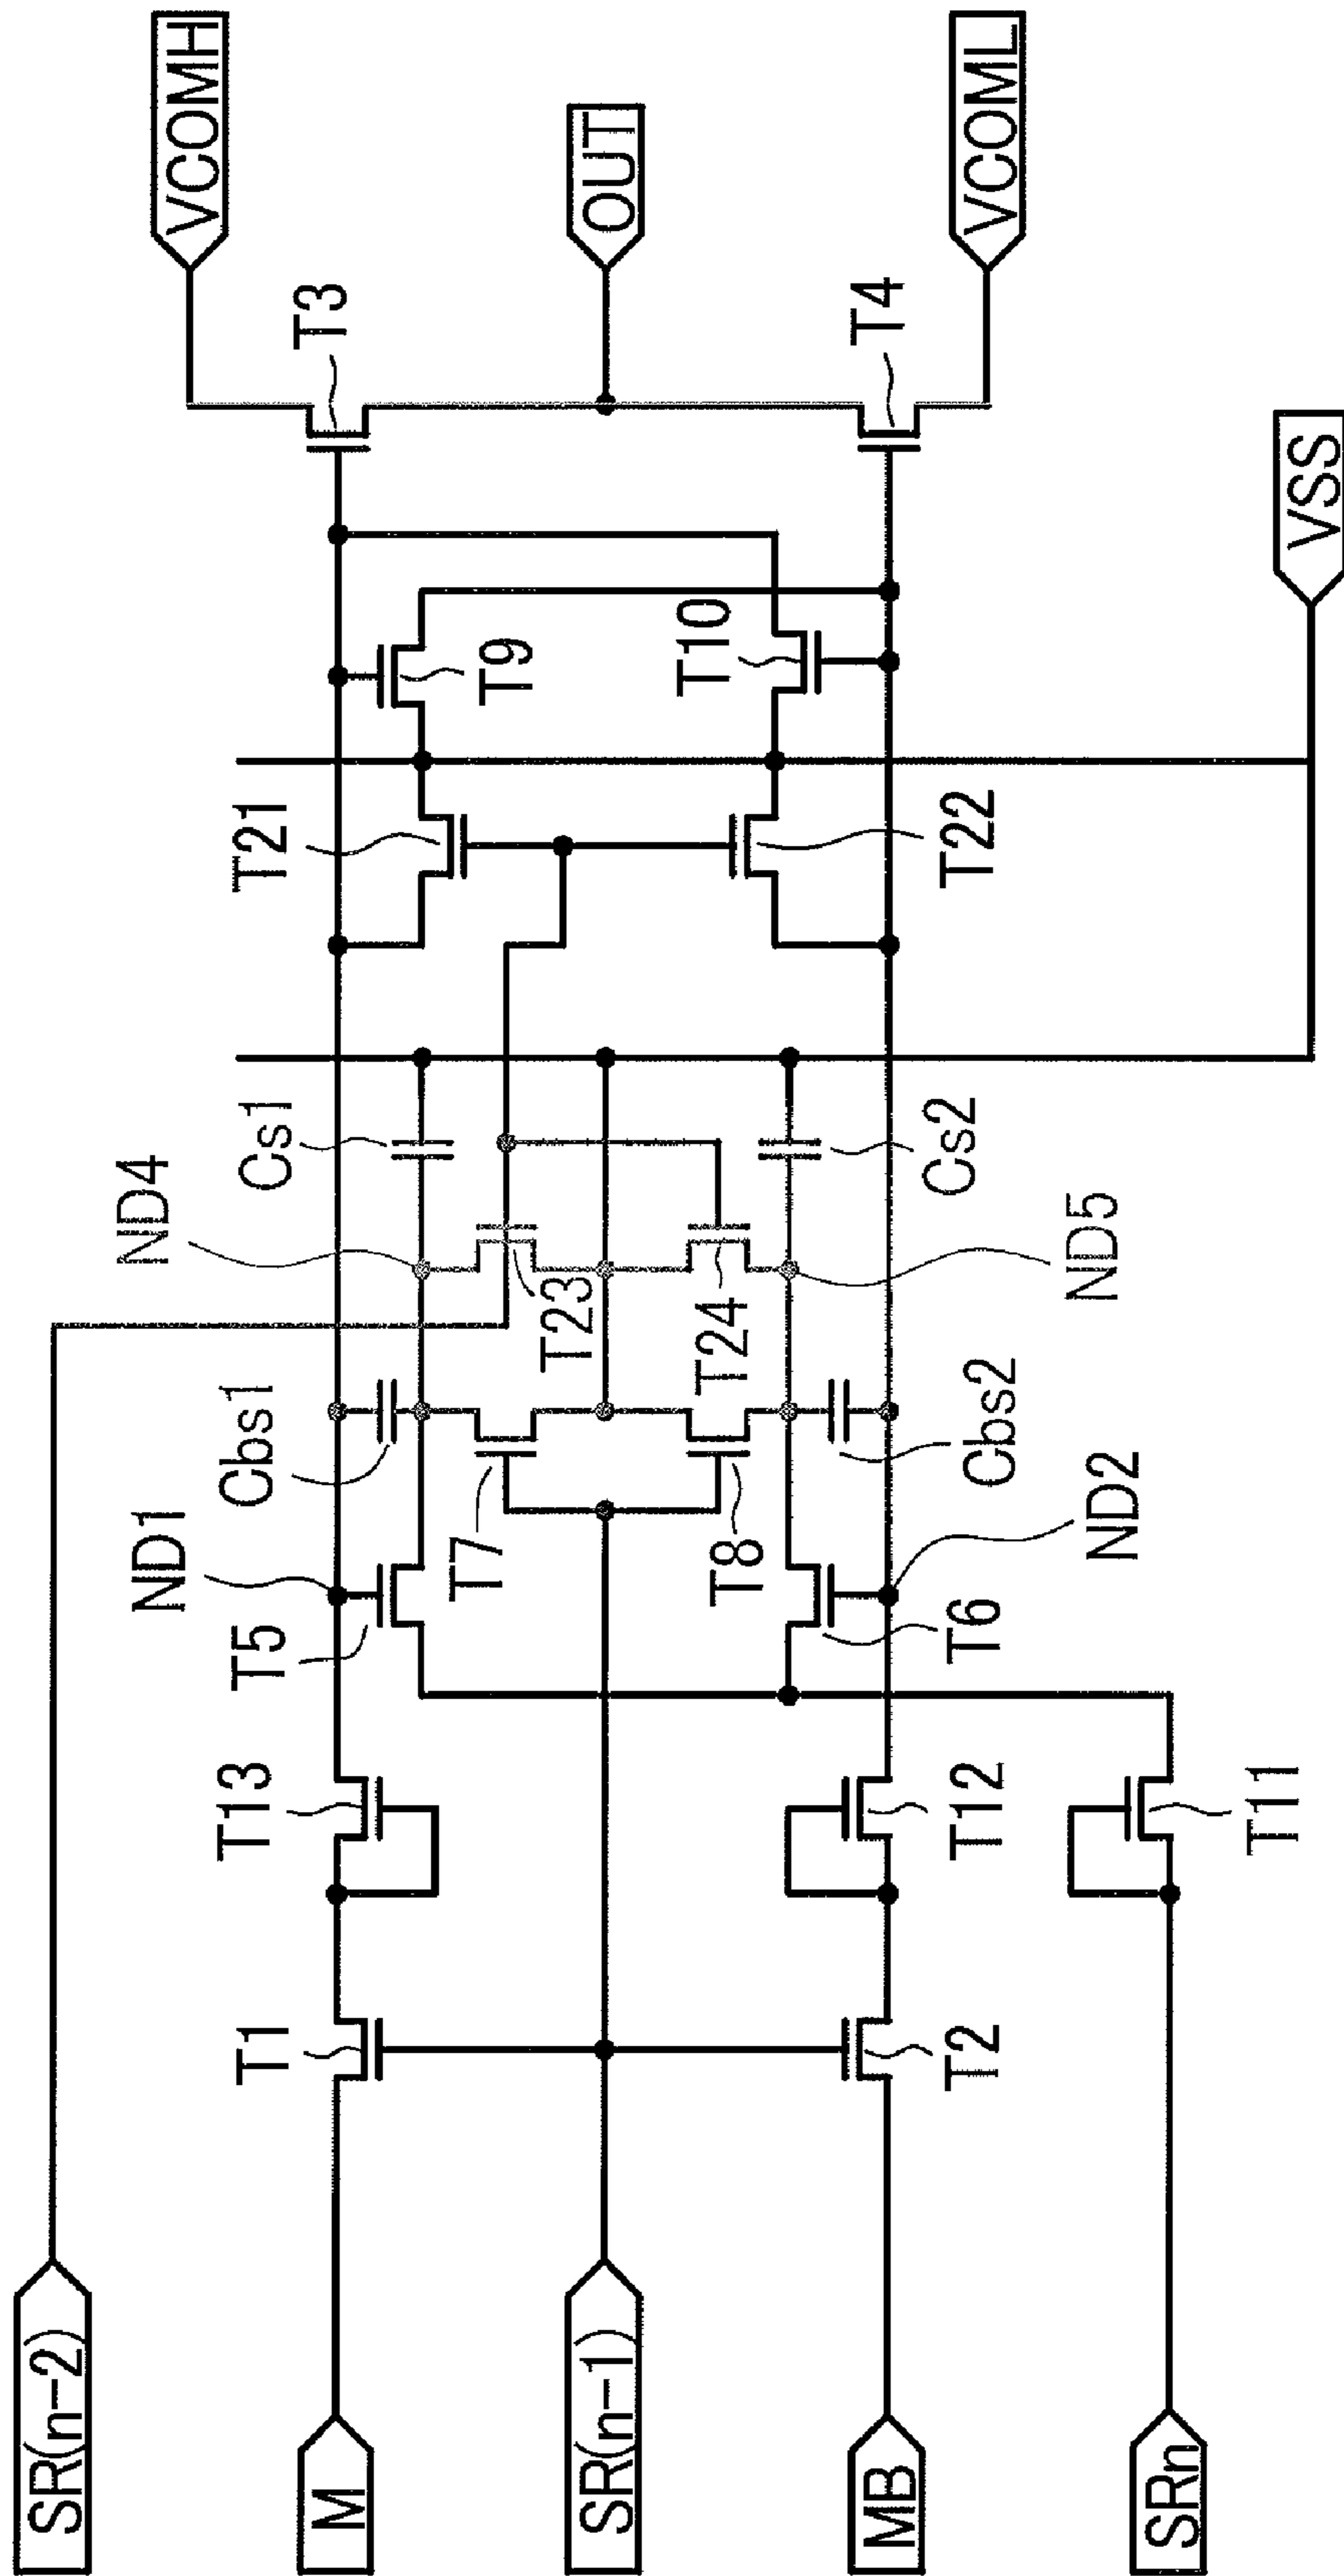 SR(n-2)
M
SR(n-1)
MB
SRn
T1
T2
T13
T12
T11
ND1
T5
T6
ND2
Cbs1
T7
T8
Cbs2
ND4
T23
T24
ND5
Cs1
Cs2
T21
T22
T9
T10
VSS
T3
T4
VCOMH
OUT
VCOML